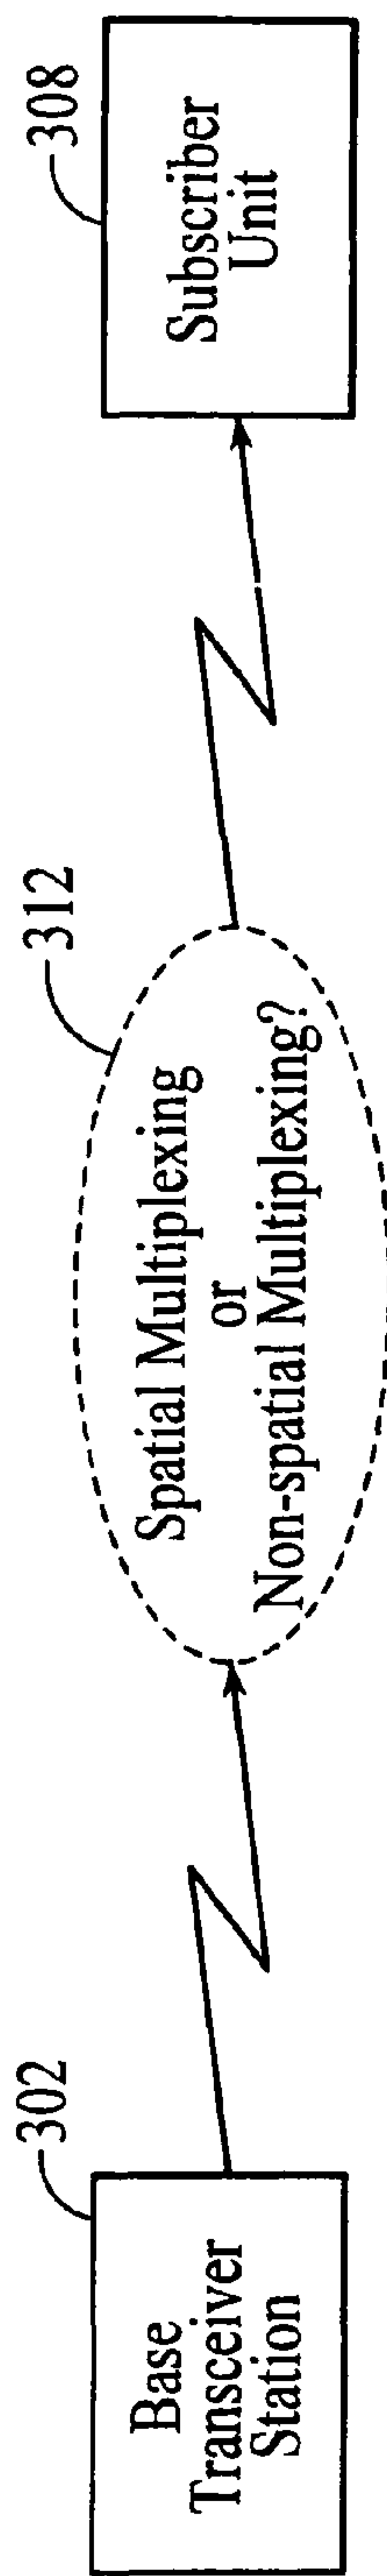 302
Base
Transceiver
Station
312
Spatial Multiplexing
or
Non-spatial Multiplexing?
308
Subscriber
Unit